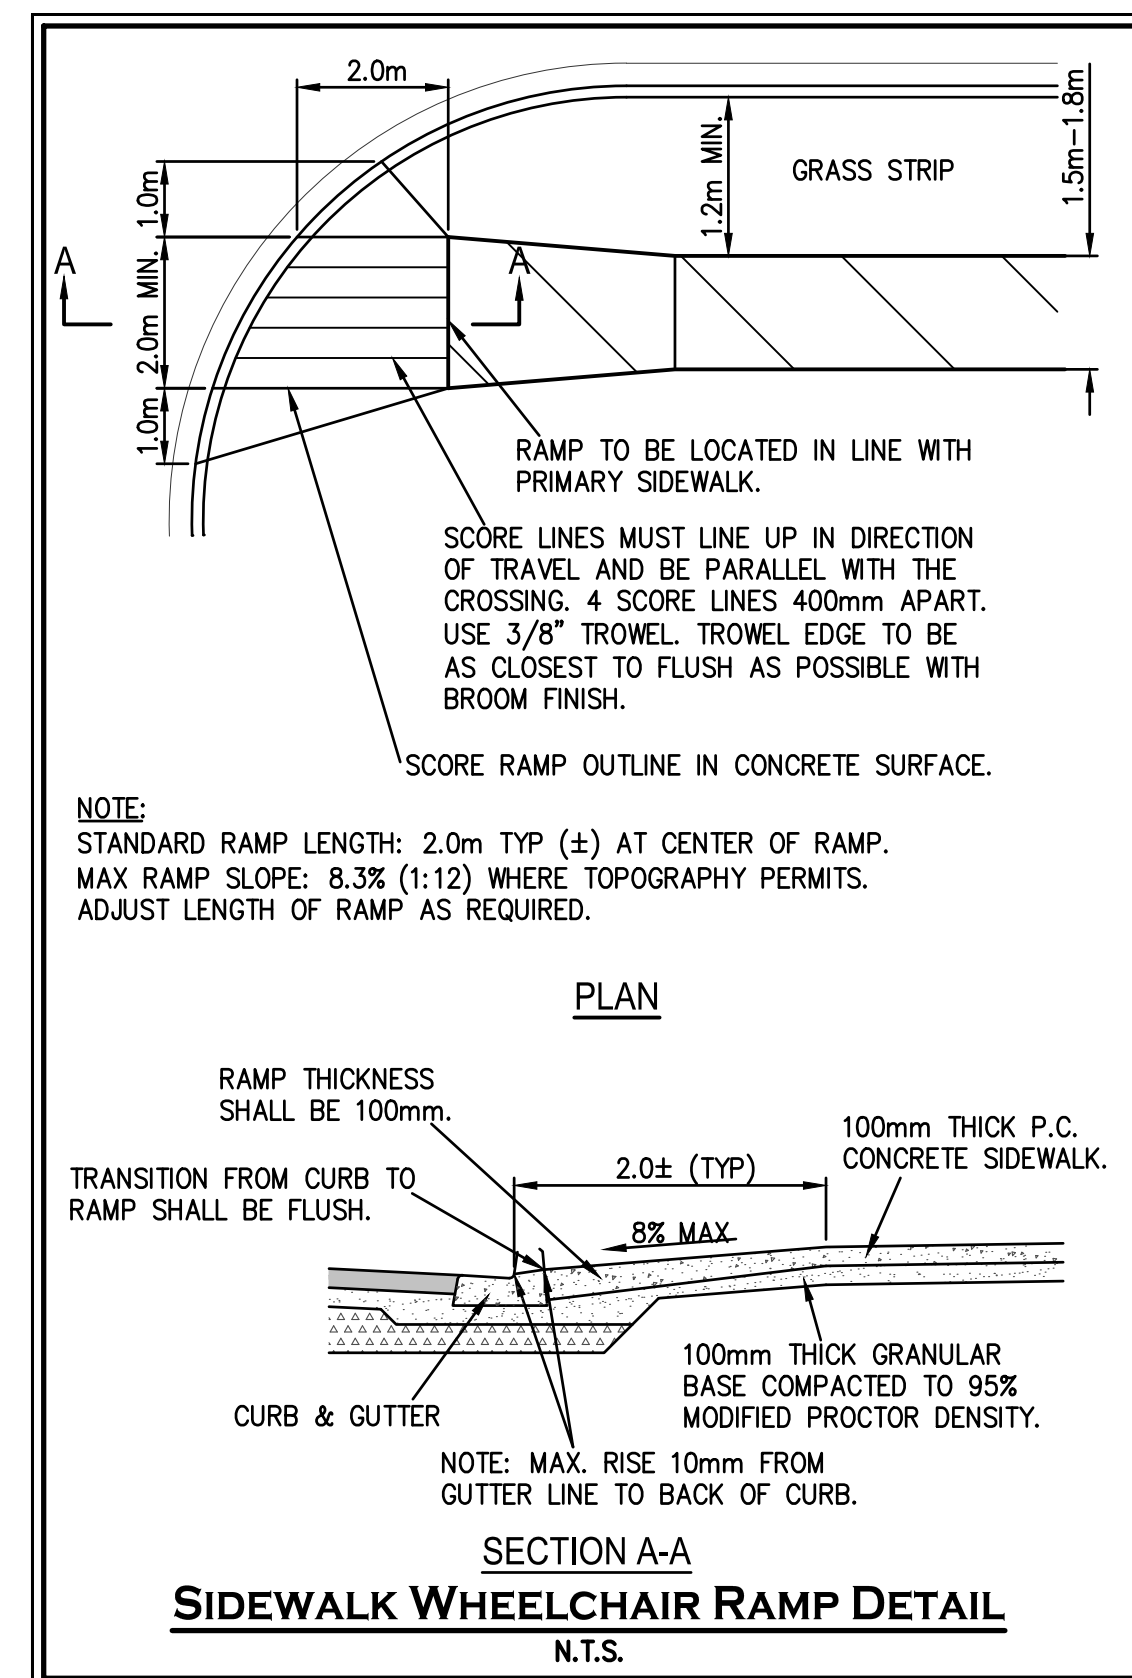 2.0m
1.0m
2.0m MIN.
1.0m
A
A
1.2m MIN.
GRASS STRIP
1.5m-1.8m
RAMP TO BE LOCATED IN LINE WITH
PRIMARY SIDEWALK.
SCORE LINES MUST LINE UP IN DIRECTION
OF TRAVEL AND BE PARALLEL WITH THE
CROSSING. 4 SCORE LINES 400mm APART.
USE 3/8" TROWEL. TROWEL EDGE TO BE
AS CLOSEST TO FLUSH AS POSSIBLE WITH
BROOM FINISH.
SCORE RAMP OUTLINE IN CONCRETE SURFACE.
NOTE:
STANDARD RAMP LENGTH: 2.0m TYP (±) AT CENTER OF RAMP.
MAX RAMP SLOPE: 8.3% (1:12) WHERE TOPOGRAPHY PERMITS.
ADJUST LENGTH OF RAMP AS REQUIRED.
PLAN
RAMP THICKNESS
SHALL BE 100mm.
TRANSITION FROM CURB TO
RAMP SHALL BE FLUSH.
2.0± (TYP)
8% MAX
100mm THICK P.C.
CONCRETE SIDEWALK.
CURB & GUTTER
100mm THICK GRANULAR
BASE COMPACTED TO 95%
MODIFIED PROCTOR DENSITY.
NOTE: MAX. RISE 10mm FROM
GUTTER LINE TO BACK OF CURB.
SECTION A-A
SIDEWALK WHEELCHAIR RAMP DETAIL
N.T.S.